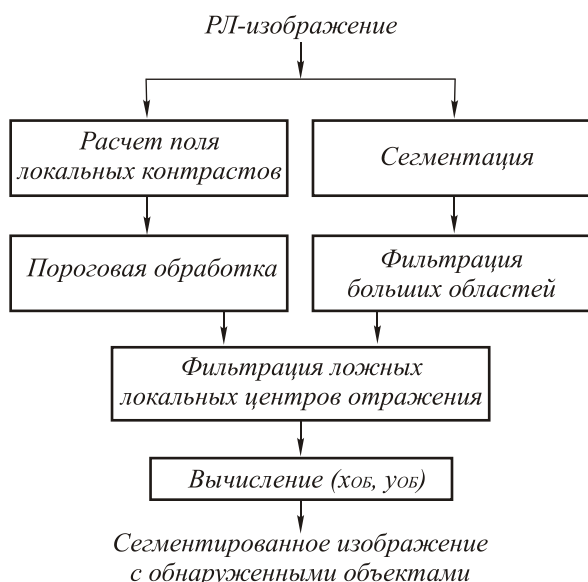 РЛ-изображение
Расчет поля
локальных контрастов
Сегментация
Пороговая обработка
Фильтрация
больших областей
Фильтрация ложных
локальных центров отражения
Вычисление (xОБ, yОБ)
Сегментированное изображение
с обнаруженными объектами